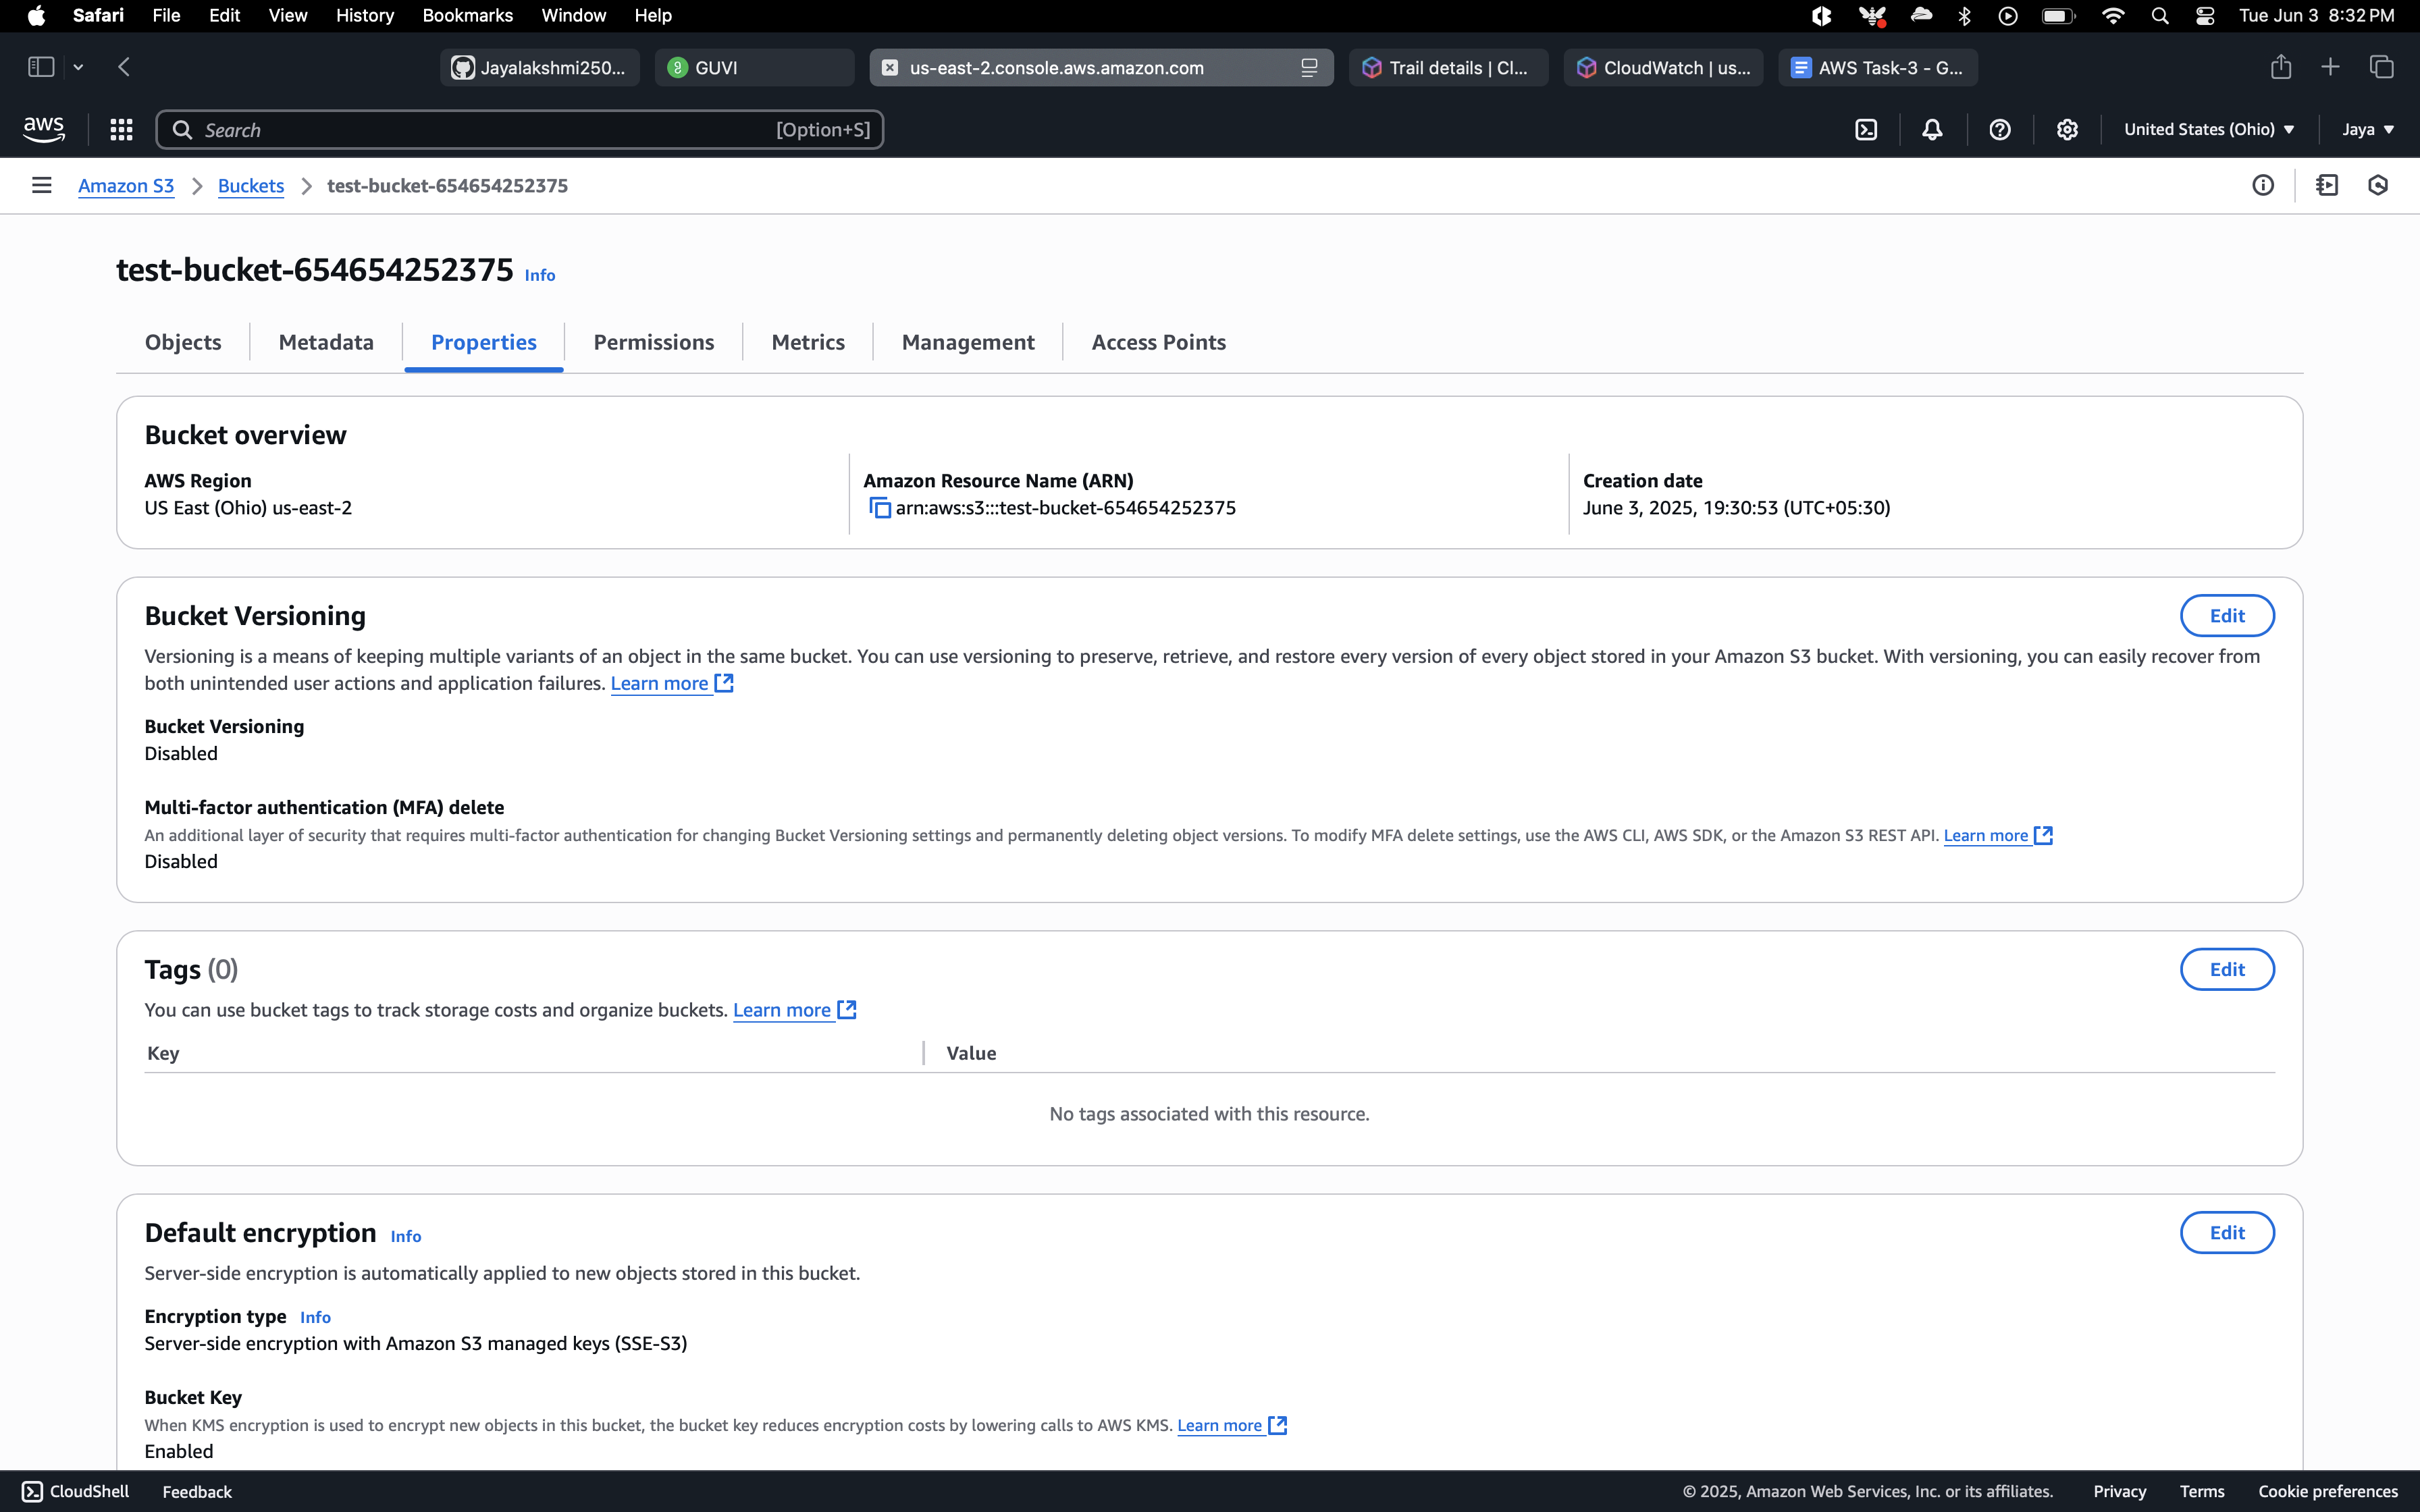 Safari File Edit View History Bookmarks Window Help Tue Jun 3 8:32 PM
Jayalakshmi250... GUVI us-east-2.console.aws.amazon.com Trail details | Cl... CloudWatch | us... AWS Task-3 - G...
aws Search [Option+S] United States (Ohio) Jaya
Amazon S3 Buckets test-bucket-654654252375
test-bucket-654654252375 Info
Objects Metadata Properties Permissions Metrics Management Access Points
Bucket overview
AWS Region Amazon Resource Name (ARN) Creation date
US East (Ohio) us-east-2 arn:aws:s3:::test-bucket-654654252375 June 3, 2025, 19:30:53 (UTC+05:30)
Bucket Versioning Edit
Versioning is a means of keeping multiple variants of an object in the same bucket. You can use versioning to preserve, retrieve, and restore every version of every object stored in your Amazon S3 bucket. With versioning, you can easily recover from
both unintended user actions and application failures. Learn more
Bucket Versioning
Disabled
Multi-factor authentication (MFA) delete
An additional layer of security that requires multi-factor authentication for changing Bucket Versioning settings and permanently deleting object versions. To modify MFA delete settings, use the AWS CLI, AWS SDK, or the Amazon S3 REST API. Learn more
Disabled
Tags (0) Edit
You can use bucket tags to track storage costs and organize buckets. Learn more
Key Value
No tags associated with this resource.
Default encryption Info Edit
Server-side encryption is automatically applied to new objects stored in this bucket.
Encryption type Info
Server-side encryption with Amazon S3 managed keys (SSE-S3)
Bucket Key
When KMS encryption is used to encrypt new objects in this bucket, the bucket key reduces encryption costs by lowering calls to AWS KMS. Learn more
Enabled
CloudShell Feedback © 2025, Amazon Web Services, Inc. or its affiliates. Privacy Terms Cookie preferences